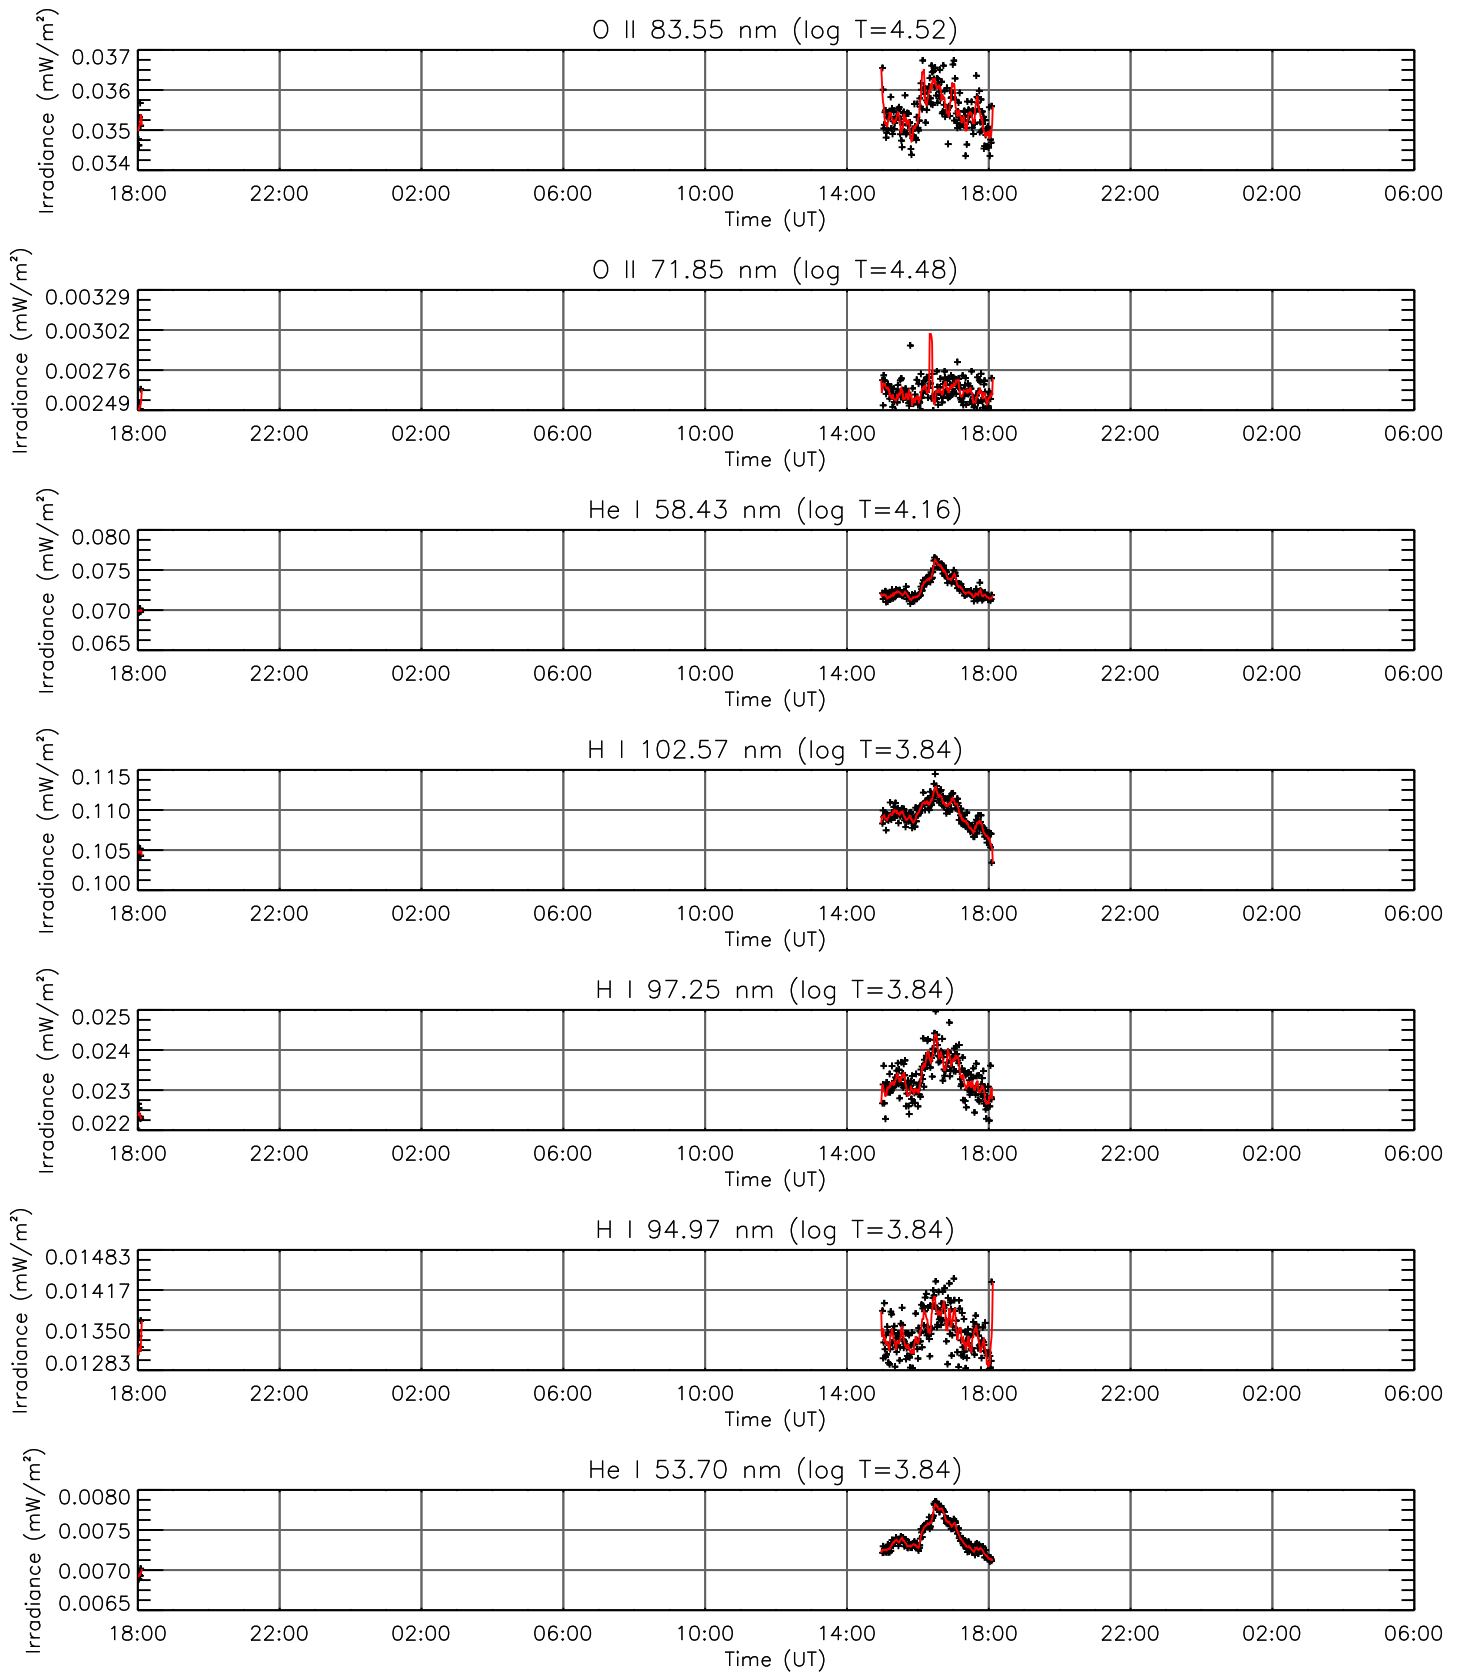 O II 83.55 nm (log T=4.52)
Irradiance (mW/m²)
0.037
0.036
0.035
0.034
18:00 22:00 02:00 06:00 10:00 14:00 18:00 22:00 02:00 06:00
Time (UT)
O II 71.85 nm (log T=4.48)
Irradiance (mW/m²)
0.00329
0.00302
0.00276
0.00249
18:00 22:00 02:00 06:00 10:00 14:00 18:00 22:00 02:00 06:00
Time (UT)
He I 58.43 nm (log T=4.16)
Irradiance (mW/m²)
0.080
0.075
0.070
0.065
18:00 22:00 02:00 06:00 10:00 14:00 18:00 22:00 02:00 06:00
Time (UT)
H I 102.57 nm (log T=3.84)
Irradiance (mW/m²)
0.115
0.110
0.105
0.100
18:00 22:00 02:00 06:00 10:00 14:00 18:00 22:00 02:00 06:00
Time (UT)
H I 97.25 nm (log T=3.84)
Irradiance (mW/m²)
0.025
0.024
0.023
0.022
18:00 22:00 02:00 06:00 10:00 14:00 18:00 22:00 02:00 06:00
Time (UT)
H I 94.97 nm (log T=3.84)
Irradiance (mW/m²)
0.01483
0.01417
0.01350
0.01283
18:00 22:00 02:00 06:00 10:00 14:00 18:00 22:00 02:00 06:00
Time (UT)
He I 53.70 nm (log T=3.84)
Irradiance (mW/m²)
0.0080
0.0075
0.0070
0.0065
18:00 22:00 02:00 06:00 10:00 14:00 18:00 22:00 02:00 06:00
Time (UT)